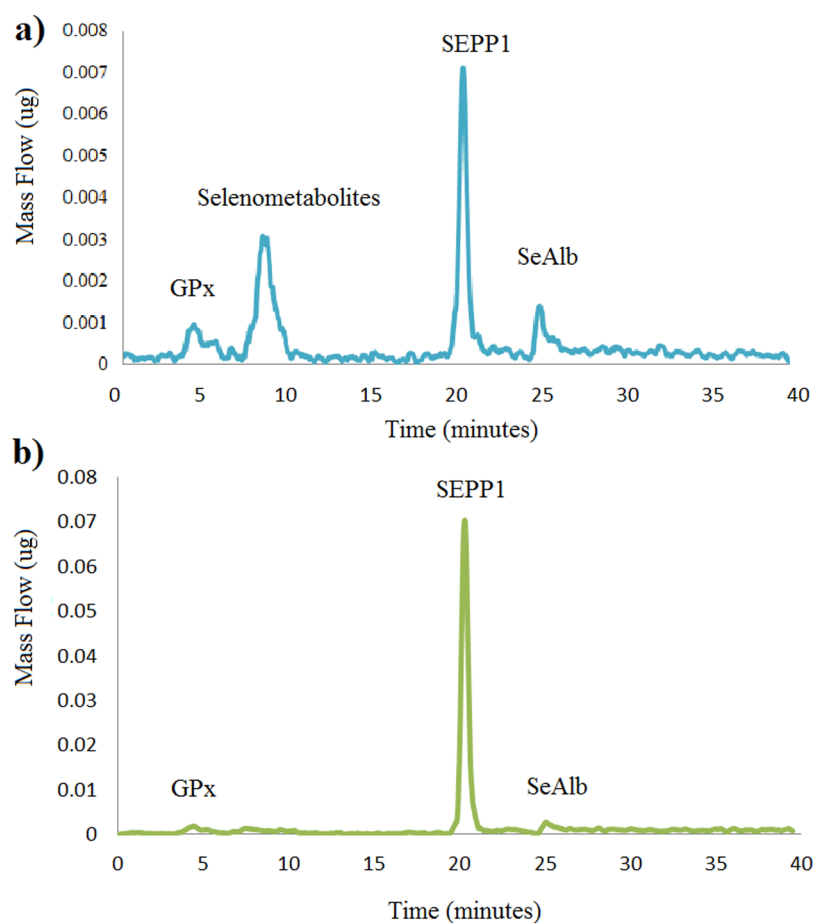 a)
0.008
0.007
0.006
0.005
0.004
0.003
0.002
0.001
0
Mass Flow (ug)
SEPP1
Selenometabolites
GPx
SeAlb
0 5 10 15 20 25 30 35 40
Time (minutes)
b)
0.08
0.07
0.06
0.05
0.04
0.03
0.02
0.01
0
Mass Flow (ug)
SEPP1
GPx
SeAlb
0 5 10 15 20 25 30 35 40
Time (minutes)